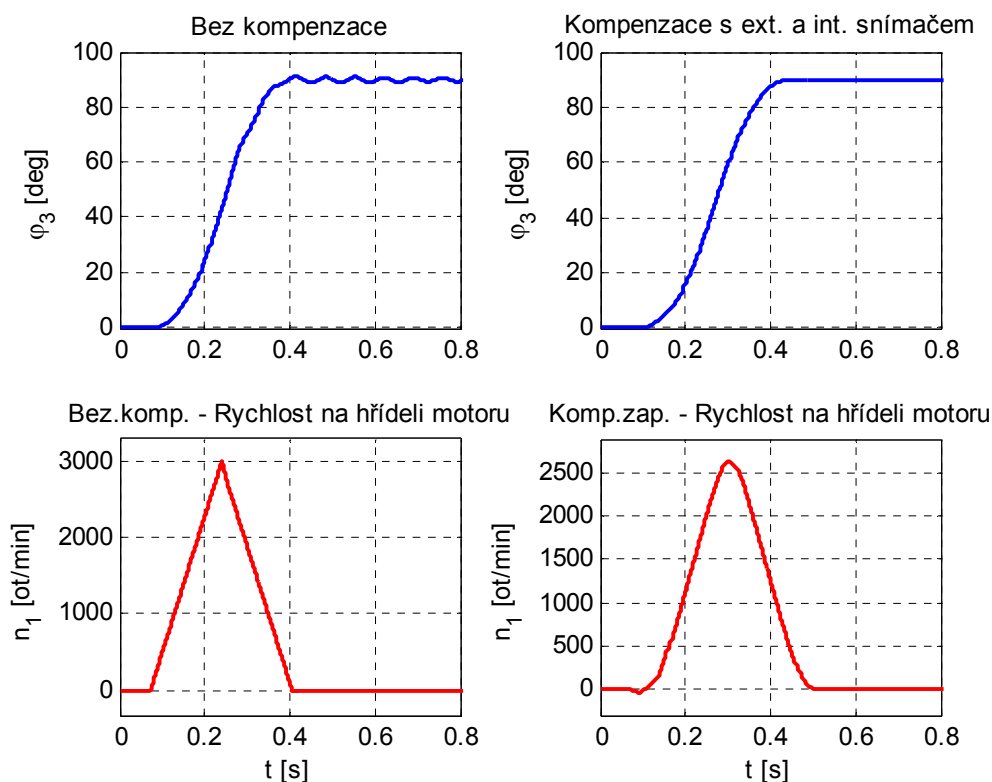 Bez kompenzace
100
80
60
40
20
0
φ3 [deg]
0 0.2 0.4 0.6 0.8
Kompenzace s ext. a int. snímačem
100
80
60
40
20
0
φ3 [deg]
0 0.2 0.4 0.6 0.8
Bez.komp. - Rychlost na hřídeli motoru
3000
2000
1000
0
n1 [ot/min]
0 0.2 0.4 0.6 0.8
t [s]
Komp.zap. - Rychlost na hřídeli motoru
2500
2000
1500
1000
500
0
n1 [ot/min]
0 0.2 0.4 0.6 0.8
t [s]